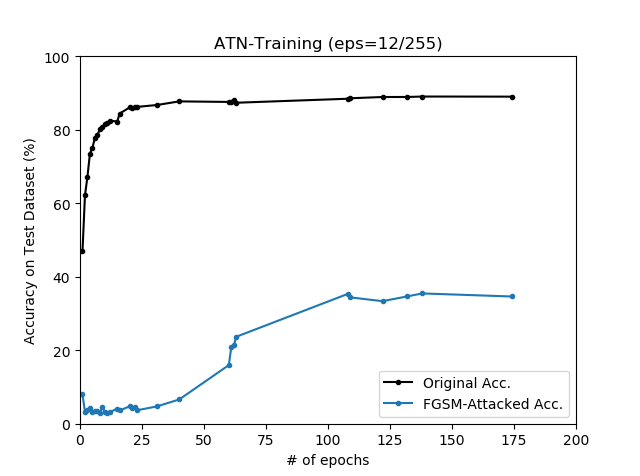 ATN-Training (eps=12/255)
Accuracy on Test Dataset (%)
100
80
60
40
20
0
0 25 50 75 100 125 150 175 200
# of epochs
Original Acc.
FGSM-Attacked Acc.